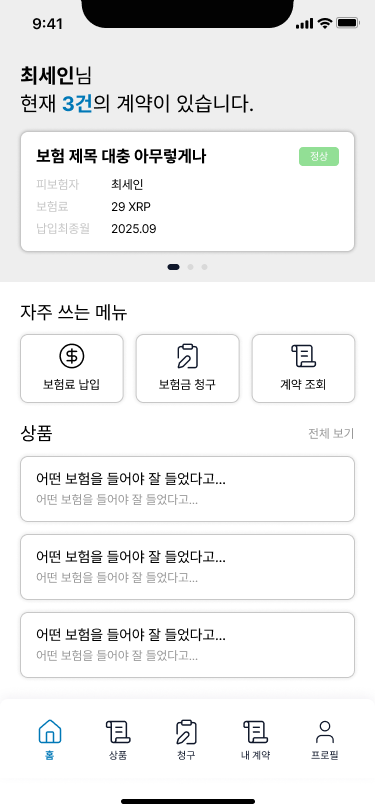 9:41
최세인님
현재 3건의 계약이 있습니다.
보험 제목 대충 아무렇게나
정상
피보험자 최세인
보험료 29 XRP
납입최종월 2025.09
자주 쓰는 메뉴
보험료 납입 보험금 청구 계약 조회
상품 전체 보기
어떤 보험을 들어야 잘 들었다고...
어떤 보험을 들어야 잘 들었다고...
어떤 보험을 들어야 잘 들었다고...
어떤 보험을 들어야 잘 들었다고...
어떤 보험을 들어야 잘 들었다고...
어떤 보험을 들어야 잘 들었다고...
홈 상품 청구 내 계약 프로필